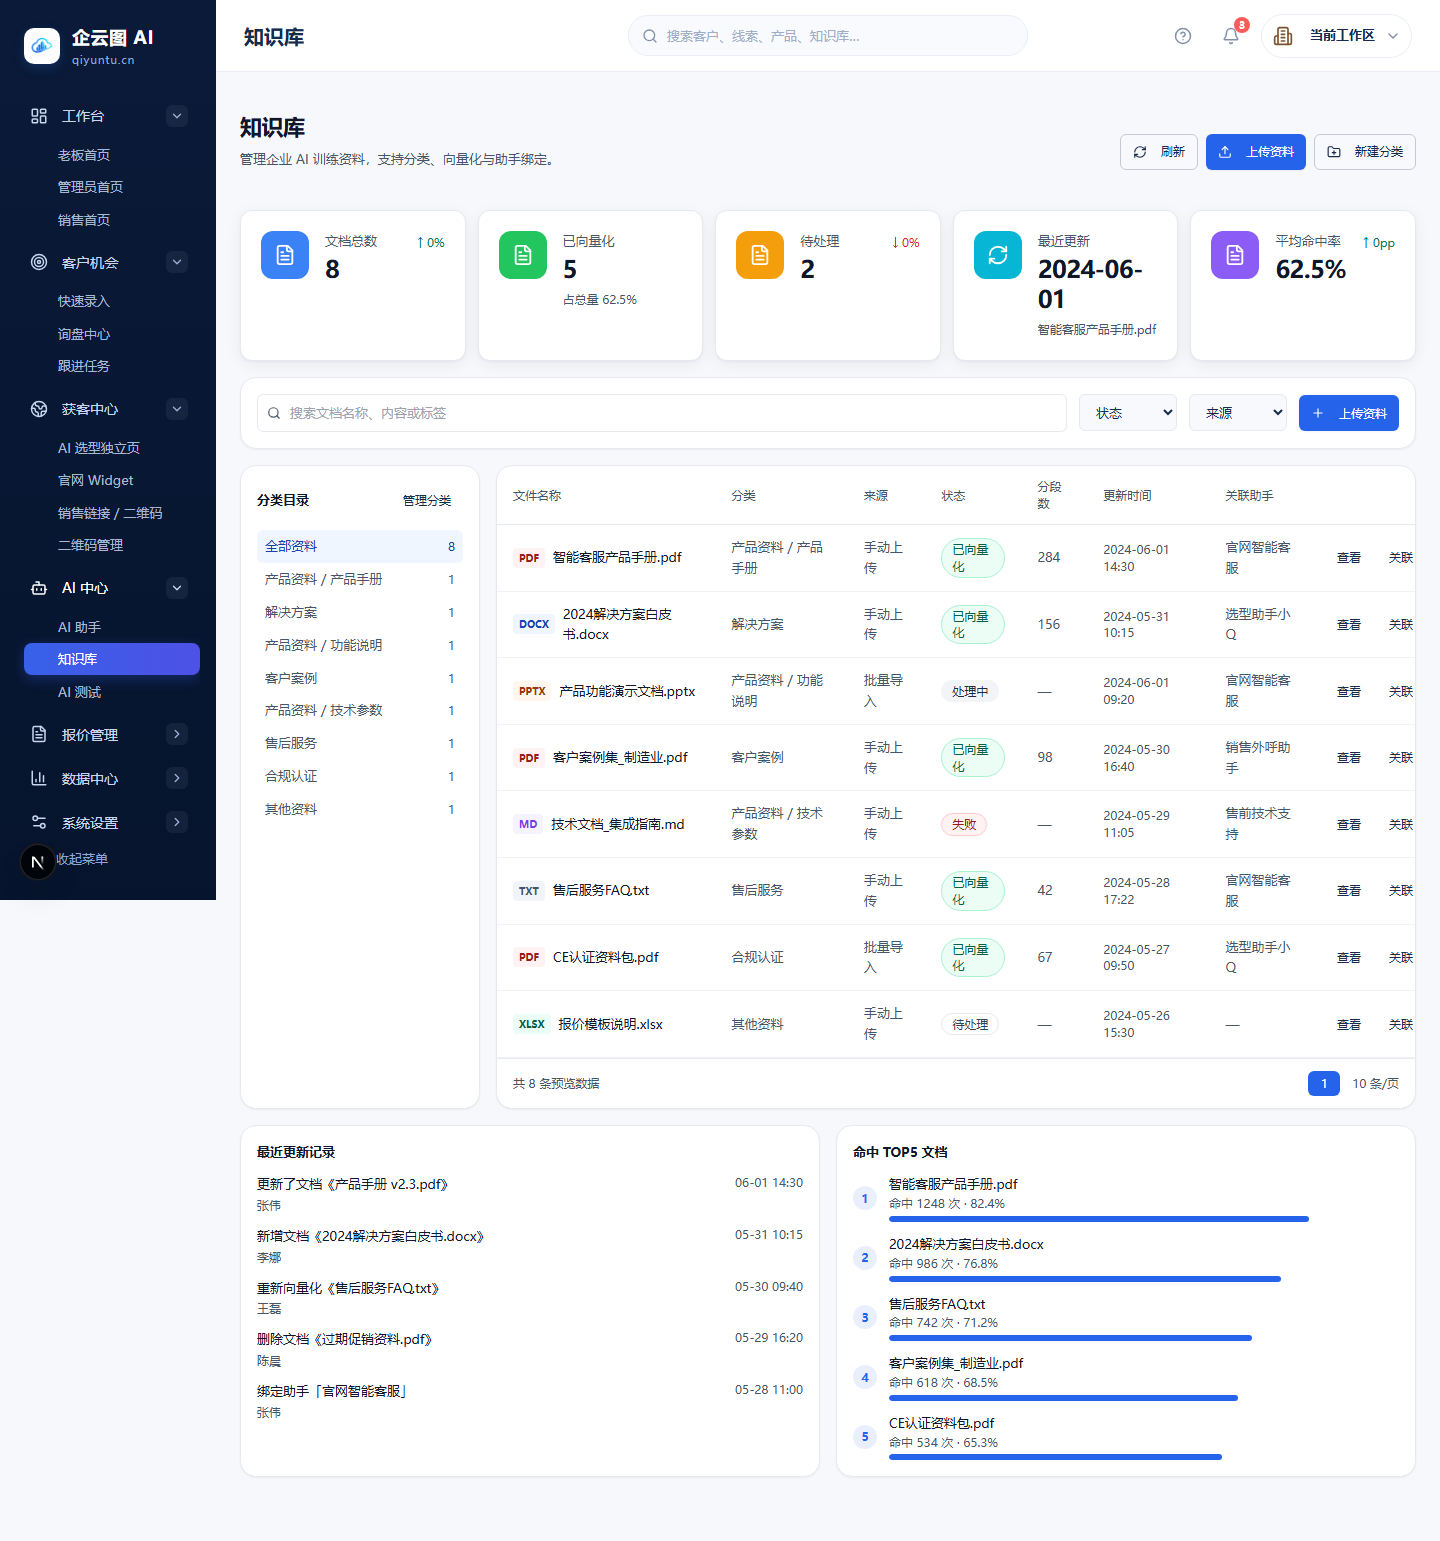 企云图 AI
qiyuntu.cn
工作台
老板首页
管理员首页
销售首页
客户机会
快速录入
询盘中心
跟进任务
获客中心
AI 选型独立页
官网 Widget
销售链接 / 二维码
二维码管理
AI 中心
AI 助手
知识库
AI 测试
报价管理
数据中心
系统设置
N 收起菜单
知识库
搜索客户、线索、产品、知识库...
8
当前工作区
知识库
管理企业 AI 训练资料，支持分类、向量化与助手绑定。
刷新
上传资料
新建分类
文档总数
↑ 0%
8
已向量化
5
占总量 62.5%
待处理
↓ 0%
2
最近更新
2024-06-
01
智能客服产品手册.pdf
平均命中率
↑ 0pp
62.5%
搜索文档名称、内容或标签
状态
来源
上传资料
分类目录
管理分类
全部资料 8
产品资料 / 产品手册 1
解决方案 1
产品资料 / 功能说明 1
客户案例 1
产品资料 / 技术参数 1
售后服务 1
合规认证 1
其他资料 1
文件名称 分类 来源 状态 分段数 更新时间 关联助手
PDF 智能客服产品手册.pdf 产品资料 / 产品手册 手动上传 已向量化 284 2024-06-01 14:30 官网智能客服 查看 关联
DOCX 2024解决方案白皮书.docx 解决方案 手动上传 已向量化 156 2024-05-31 10:15 选型助手小Q 查看 关联
PPTX 产品功能演示文档.pptx 产品资料 / 功能说明 批量导入 处理中 — 2024-06-01 09:20 官网智能客服 查看 关联
PDF 客户案例集_制造业.pdf 客户案例 手动上传 已向量化 98 2024-05-30 16:40 销售外呼助手 查看 关联
MD 技术文档_集成指南.md 产品资料 / 技术参数 手动上传 失败 — 2024-05-29 11:05 售前技术支持 查看 关联
TXT 售后服务FAQ.txt 售后服务 手动上传 已向量化 42 2024-05-28 17:22 官网智能客服 查看 关联
PDF CE认证资料包.pdf 合规认证 批量导入 已向量化 67 2024-05-27 09:50 选型助手小Q 查看 关联
XLSX 报价模板说明.xlsx 其他资料 手动上传 待处理 — 2024-05-26 15:30 — 查看 关联
共 8 条预览数据
1
10 条/页
最近更新记录
更新了文档《产品手册 v2.3.pdf》 06-01 14:30
张伟
新增文档《2024解决方案白皮书.docx》 05-31 10:15
李娜
重新向量化《售后服务FAQ.txt》 05-30 09:40
王磊
删除文档《过期促销资料.pdf》 05-29 16:20
陈晨
绑定助手「官网智能客服」 05-28 11:00
张伟
命中 TOP5 文档
1 智能客服产品手册.pdf
命中 1248 次 · 82.4%
2 2024解决方案白皮书.docx
命中 986 次 · 76.8%
3 售后服务FAQ.txt
命中 742 次 · 71.2%
4 客户案例集_制造业.pdf
命中 618 次 · 68.5%
5 CE认证资料包.pdf
命中 534 次 · 65.3%